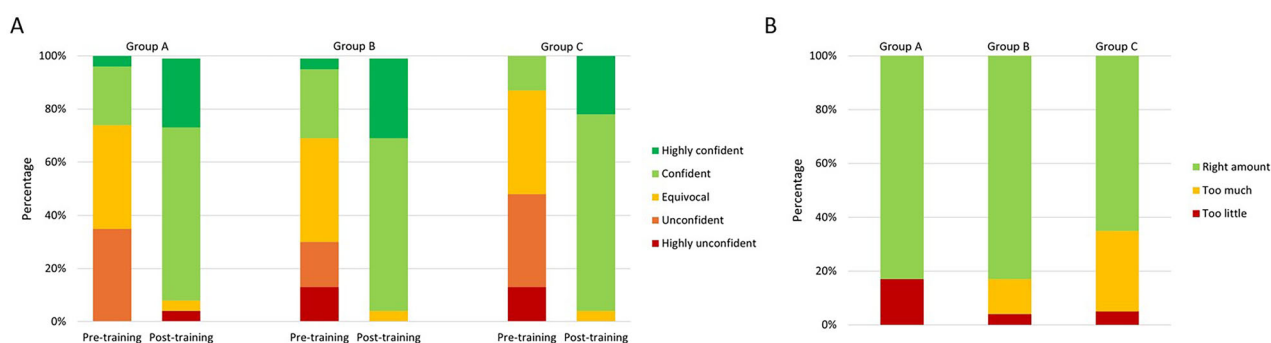 A
Group A Group B Group C
100%
80%
60%
40%
20%
0%
Percentage
Pre-training Post-training Pre-training Post-training Pre-training Post-training
Highly confident
Confident
Equivocal
Unconfident
Highly unconfident
B
Group A Group B Group C
100%
80%
60%
40%
20%
0%
Percentage
Right amount
Too much
Too little